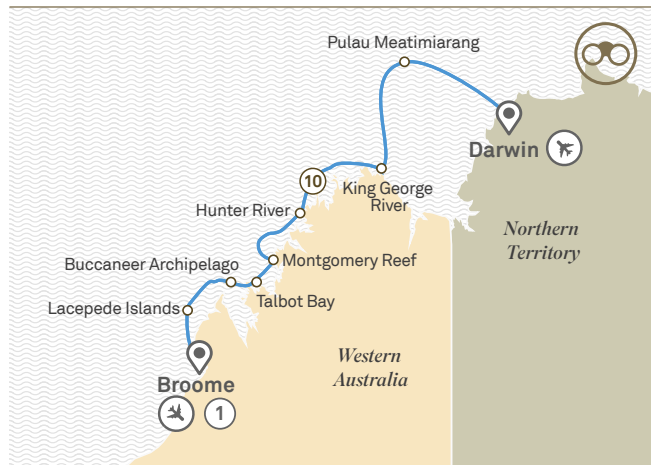 Pulau Meatimiarang
Darwin
King George
River
10
Hunter River
Northern
Territory
Montgomery Reef
Buccaneer Archipelago
Talbot Bay
Lacepede Islands
Western
Australia
Broome
1